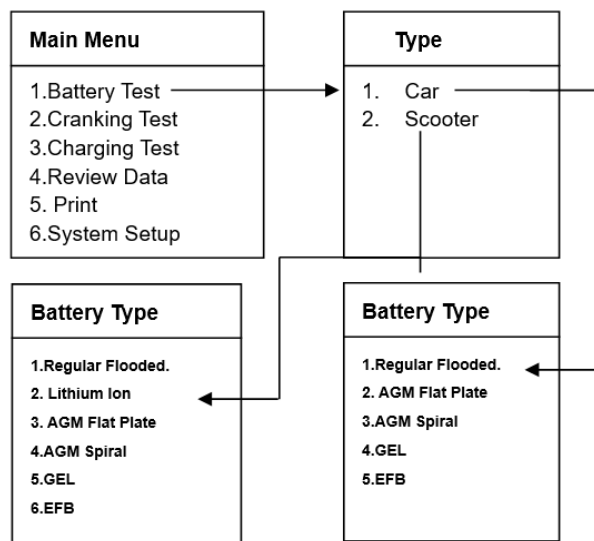 Main Menu
1.Battery Test
2.Cranking Test
3.Charging Test
4.Review Data
5. Print
6.System Setup
Type
1. Car
2. Scooter
Battery Type
1.Regular Flooded.
2. Lithium Ion
3. AGM Flat Plate
4.AGM Spiral
5.GEL
6.EFB
Battery Type
1.Regular Flooded.
2. AGM Flat Plate
3.AGM Spiral
4.GEL
5.EFB